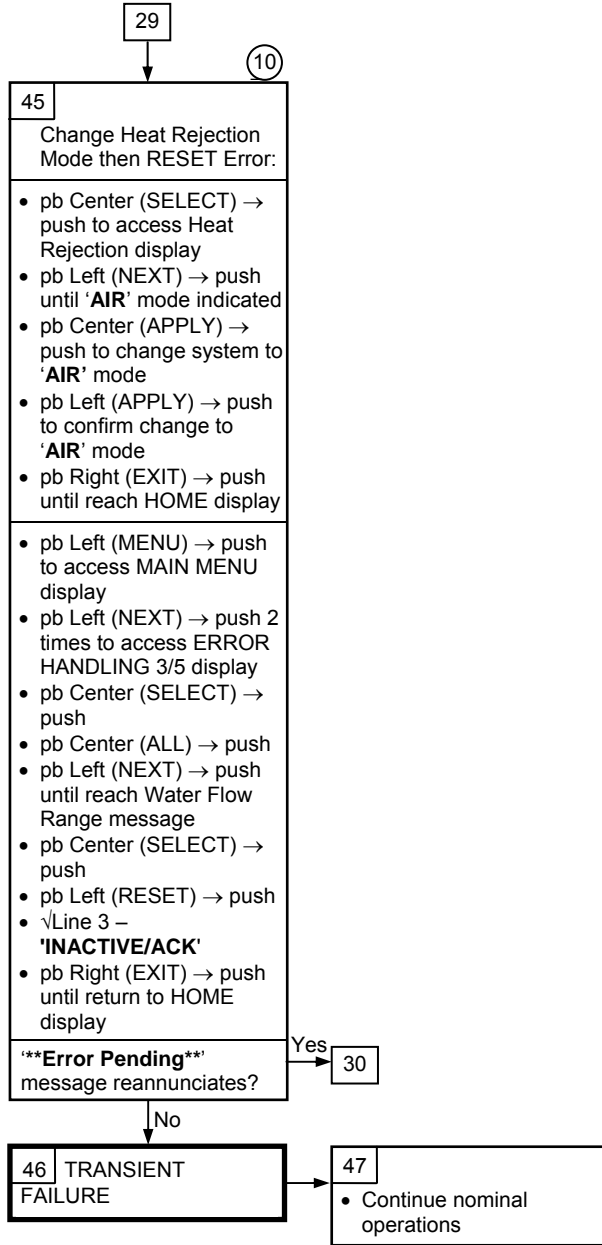 29
10
45
Change Heat Rejection
Mode then RESET Error:
• pb Center (SELECT) →
push to access Heat
Rejection display
• pb Left (NEXT) → push
until ‘AIR’ mode indicated
• pb Center (APPLY) →
push to change system to
‘AIR’ mode
• pb Left (APPLY) → push
to confirm change to
‘AIR’ mode
• pb Right (EXIT) → push
until reach HOME display
• pb Left (MENU) → push
to access MAIN MENU
display
• pb Left (NEXT) → push 2
times to access ERROR
HANDLING 3/5 display
• pb Center (SELECT) →
push
• pb Center (ALL) → push
• pb Left (NEXT) → push
until reach Water Flow
Range message
• pb Center (SELECT) →
push
• pb Left (RESET) → push
• √Line 3 –
'INACTIVE/ACK'
• pb Right (EXIT) → push
until return to HOME
display
‘**Error Pending**’
message reannunciates?
Yes
30
No
46 TRANSIENT
FAILURE
47
• Continue nominal
operations